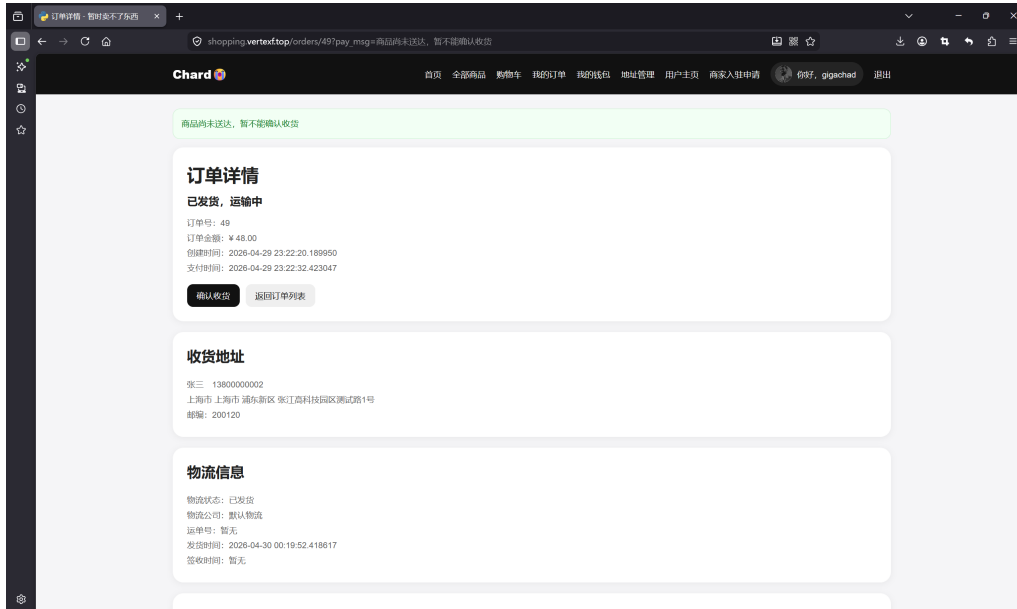 订单详情 - 暂时卖不了东西
shopping.vertexf.top/orders/49?pay_msg=商品尚未送达，暂不能确认收货
Chard
首页 全部商品 购物车 我的订单 我的钱包 地址管理 用户主页 商家入驻申请 你好，gigachad 退出
商品尚未送达，暂不能确认收货
订单详情
已发货，运输中
订单号：49
订单金额：¥ 48.00
创建时间：2026-04-29 23:22:20.189950
支付时间：2026-04-29 23:22:32.423047
确认收货 返回订单列表
收货地址
张三 13800000002
上海市 上海市 浦东新区 张江高科技园区测试路1号
邮编：200120
物流信息
物流状态：已发货
物流公司：默认物流
运单号：暂无
发货时间：2026-04-30 00:19:52.418617
签收时间：暂无